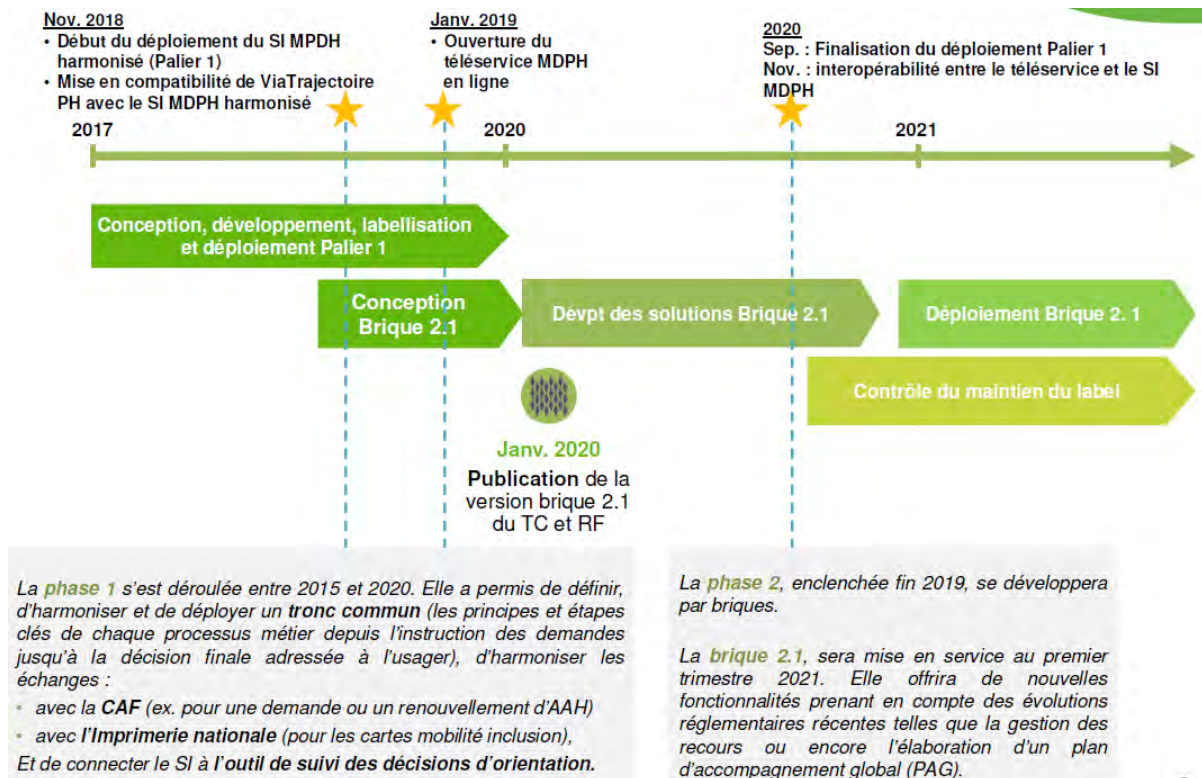 Nov. 2018
• Début du déploiement du SI MPDH
harmonisé (Palier 1)
• Mise en compatibilité de ViaTrajectoire
PH avec le SI MDPH harmonisé
Janv. 2019
• Ouverture du
téléservice MDPH
en ligne
2020
Sep. : Finalisation du déploiement Palier 1
Nov. : interopérabilité entre le téléservice et le SI
MDPH
2017
2020
2021
Conception, développement, labellisation
et déploiement Palier 1
Conception
Brique 2.1
Dévpt des solutions Brique 2.1
Déploiement Brique 2. 1
Contrôle du maintien du label
Janv. 2020
Publication de la
version brique 2.1
du TC et RF
La phase 1 s'est déroulée entre 2015 et 2020. Elle a permis de définir,
d'harmoniser et de déployer un tronc commun (les principes et étapes
clés de chaque processus métier depuis l'instruction des demandes
jusqu'à la décision finale adressée à l'usager), d'harmoniser les
échanges :
• avec la CAF (ex. pour une demande ou un renouvellement d'AAH)
• avec l'Imprimerie nationale (pour les cartes mobilité inclusion),
Et de connecter le SI à l'outil de suivi des décisions d'orientation.
La phase 2, enclenchée fin 2019, se développera
par briques.
La brique 2.1, sera mise en service au premier
trimestre 2021. Elle offrira de nouvelles
fonctionnalités prenant en compte des évolutions
réglementaires récentes telles que la gestion des
recours ou encore l'élaboration d'un plan
d'accompagnement global (PAG).